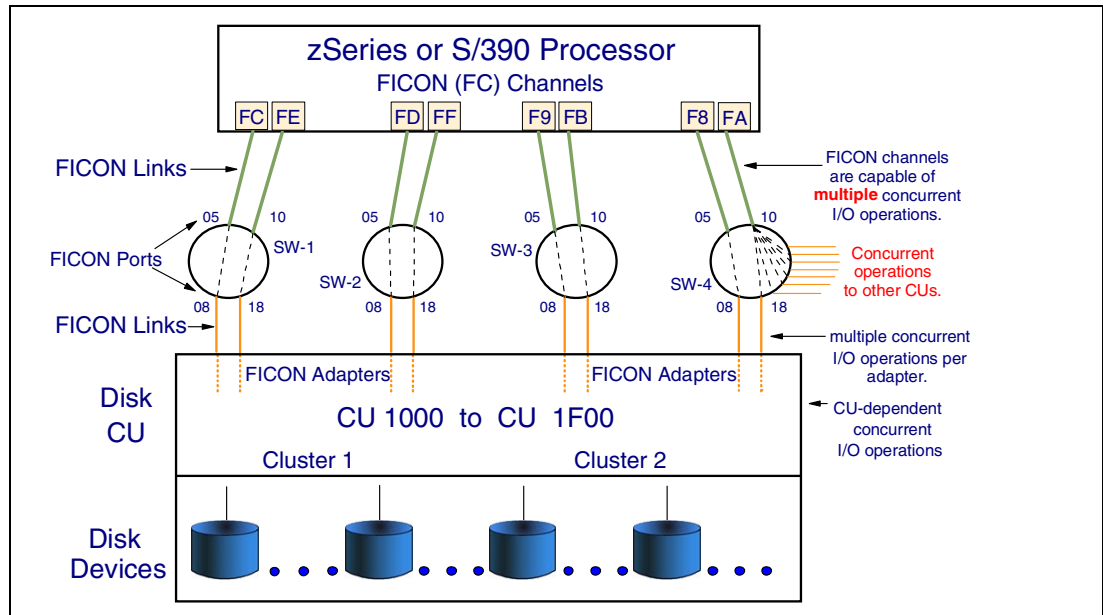 zSeries or S/390 Processor
FICON (FC) Channels
FC FE FD FF F9 FB F8 FA
FICON Links
FICON channels
are capable of
multiple concurrent
I/O operations.
05 10 05 10 05 10 05 10
FICON Ports
SW-1
SW-2
SW-3
SW-4
Concurrent
operations
to other CUs.
08 18 08 18 08 18 08 18
FICON Links
multiple concurrent
I/O operations per
adapter.
FICON Adapters
FICON Adapters
Disk
CU
CU 1000 to CU 1F00
CU-dependent
concurrent
I/O operations
Cluster 1
Cluster 2
Disk
Devices